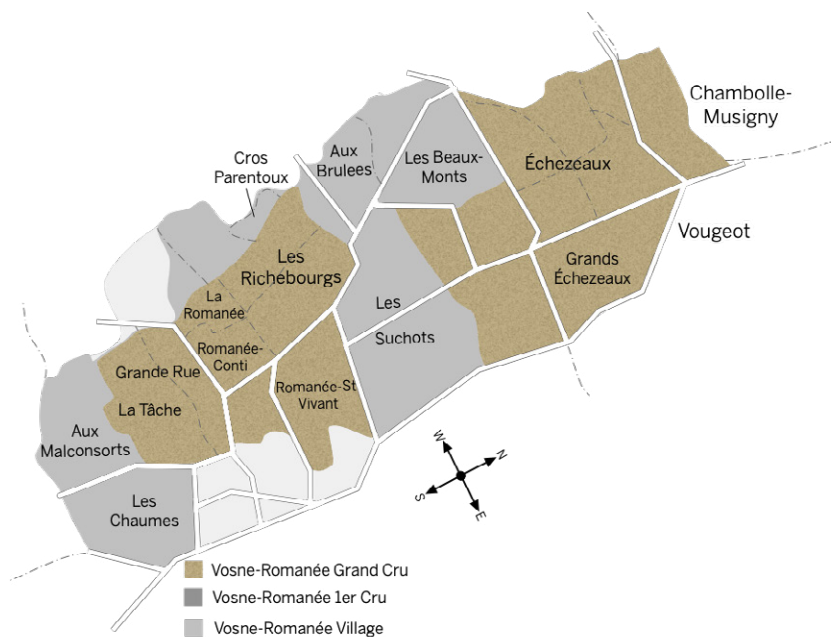 Chambolle-
Musigny
Aux
Brulees
Les Beaux-
Monts
Échezeaux
Cros
Parentoux
Vougeot
Les
Richebourgs
Grands
Échezeaux
La
Romanée
Les
Suchots
Romanée-
Conti
Grande Rue
Romanée-St
Vivant
La Tâche
Aux
Malconsorts
W
N
S
E
Les
Chaumes
Vosne-Romanée Grand Cru
Vosne-Romanée 1er Cru
Vosne-Romanée Village